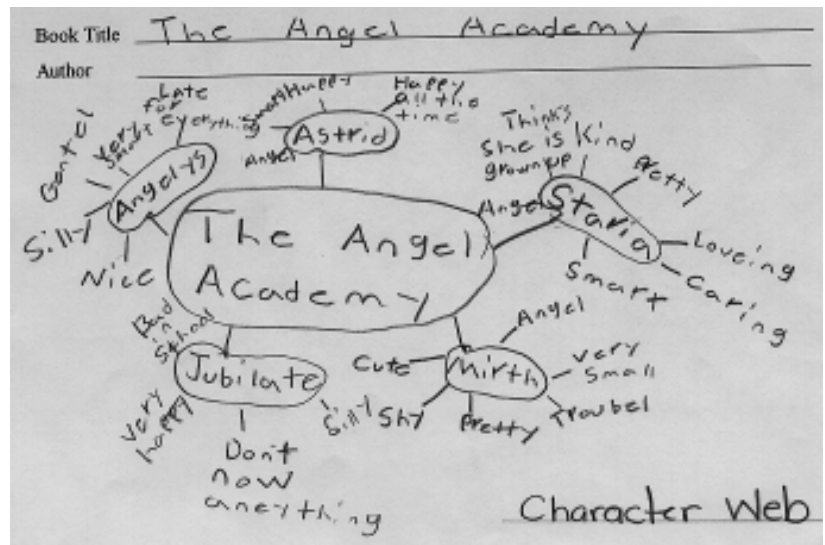 Book Title The Angel Academy
Author
The Angel
Academy
Astrid
Smart
Happy
Happy
all the
time
Angel
Angelys
Gentel
very
smart
Late
for
everything
Silly
Nice
Staria
Angel
Think's
she is
grownup
Kind
Pretty
Loveing
Caring
Smart
Mirth
Angel
very
small
Troubel
Pretty
Shy
Cute
Jubilate
Bad
in
School
very
happy
Don't
now
aneything
Silly
Character Web